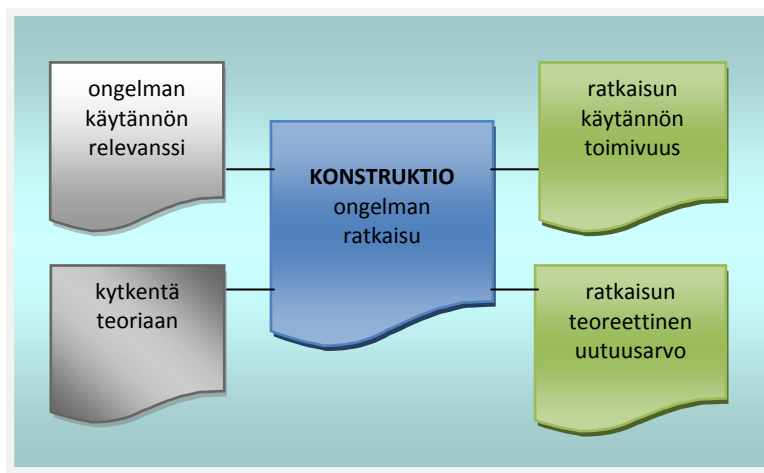 ongelman
käytännön
relevanssi
kytkentä
teoriaan
KONSTRUKTIO
ongelman
ratkaisu
ratkaisun
käytännön
toimivuus
ratkaisun
teoreettinen
uutuusarvo